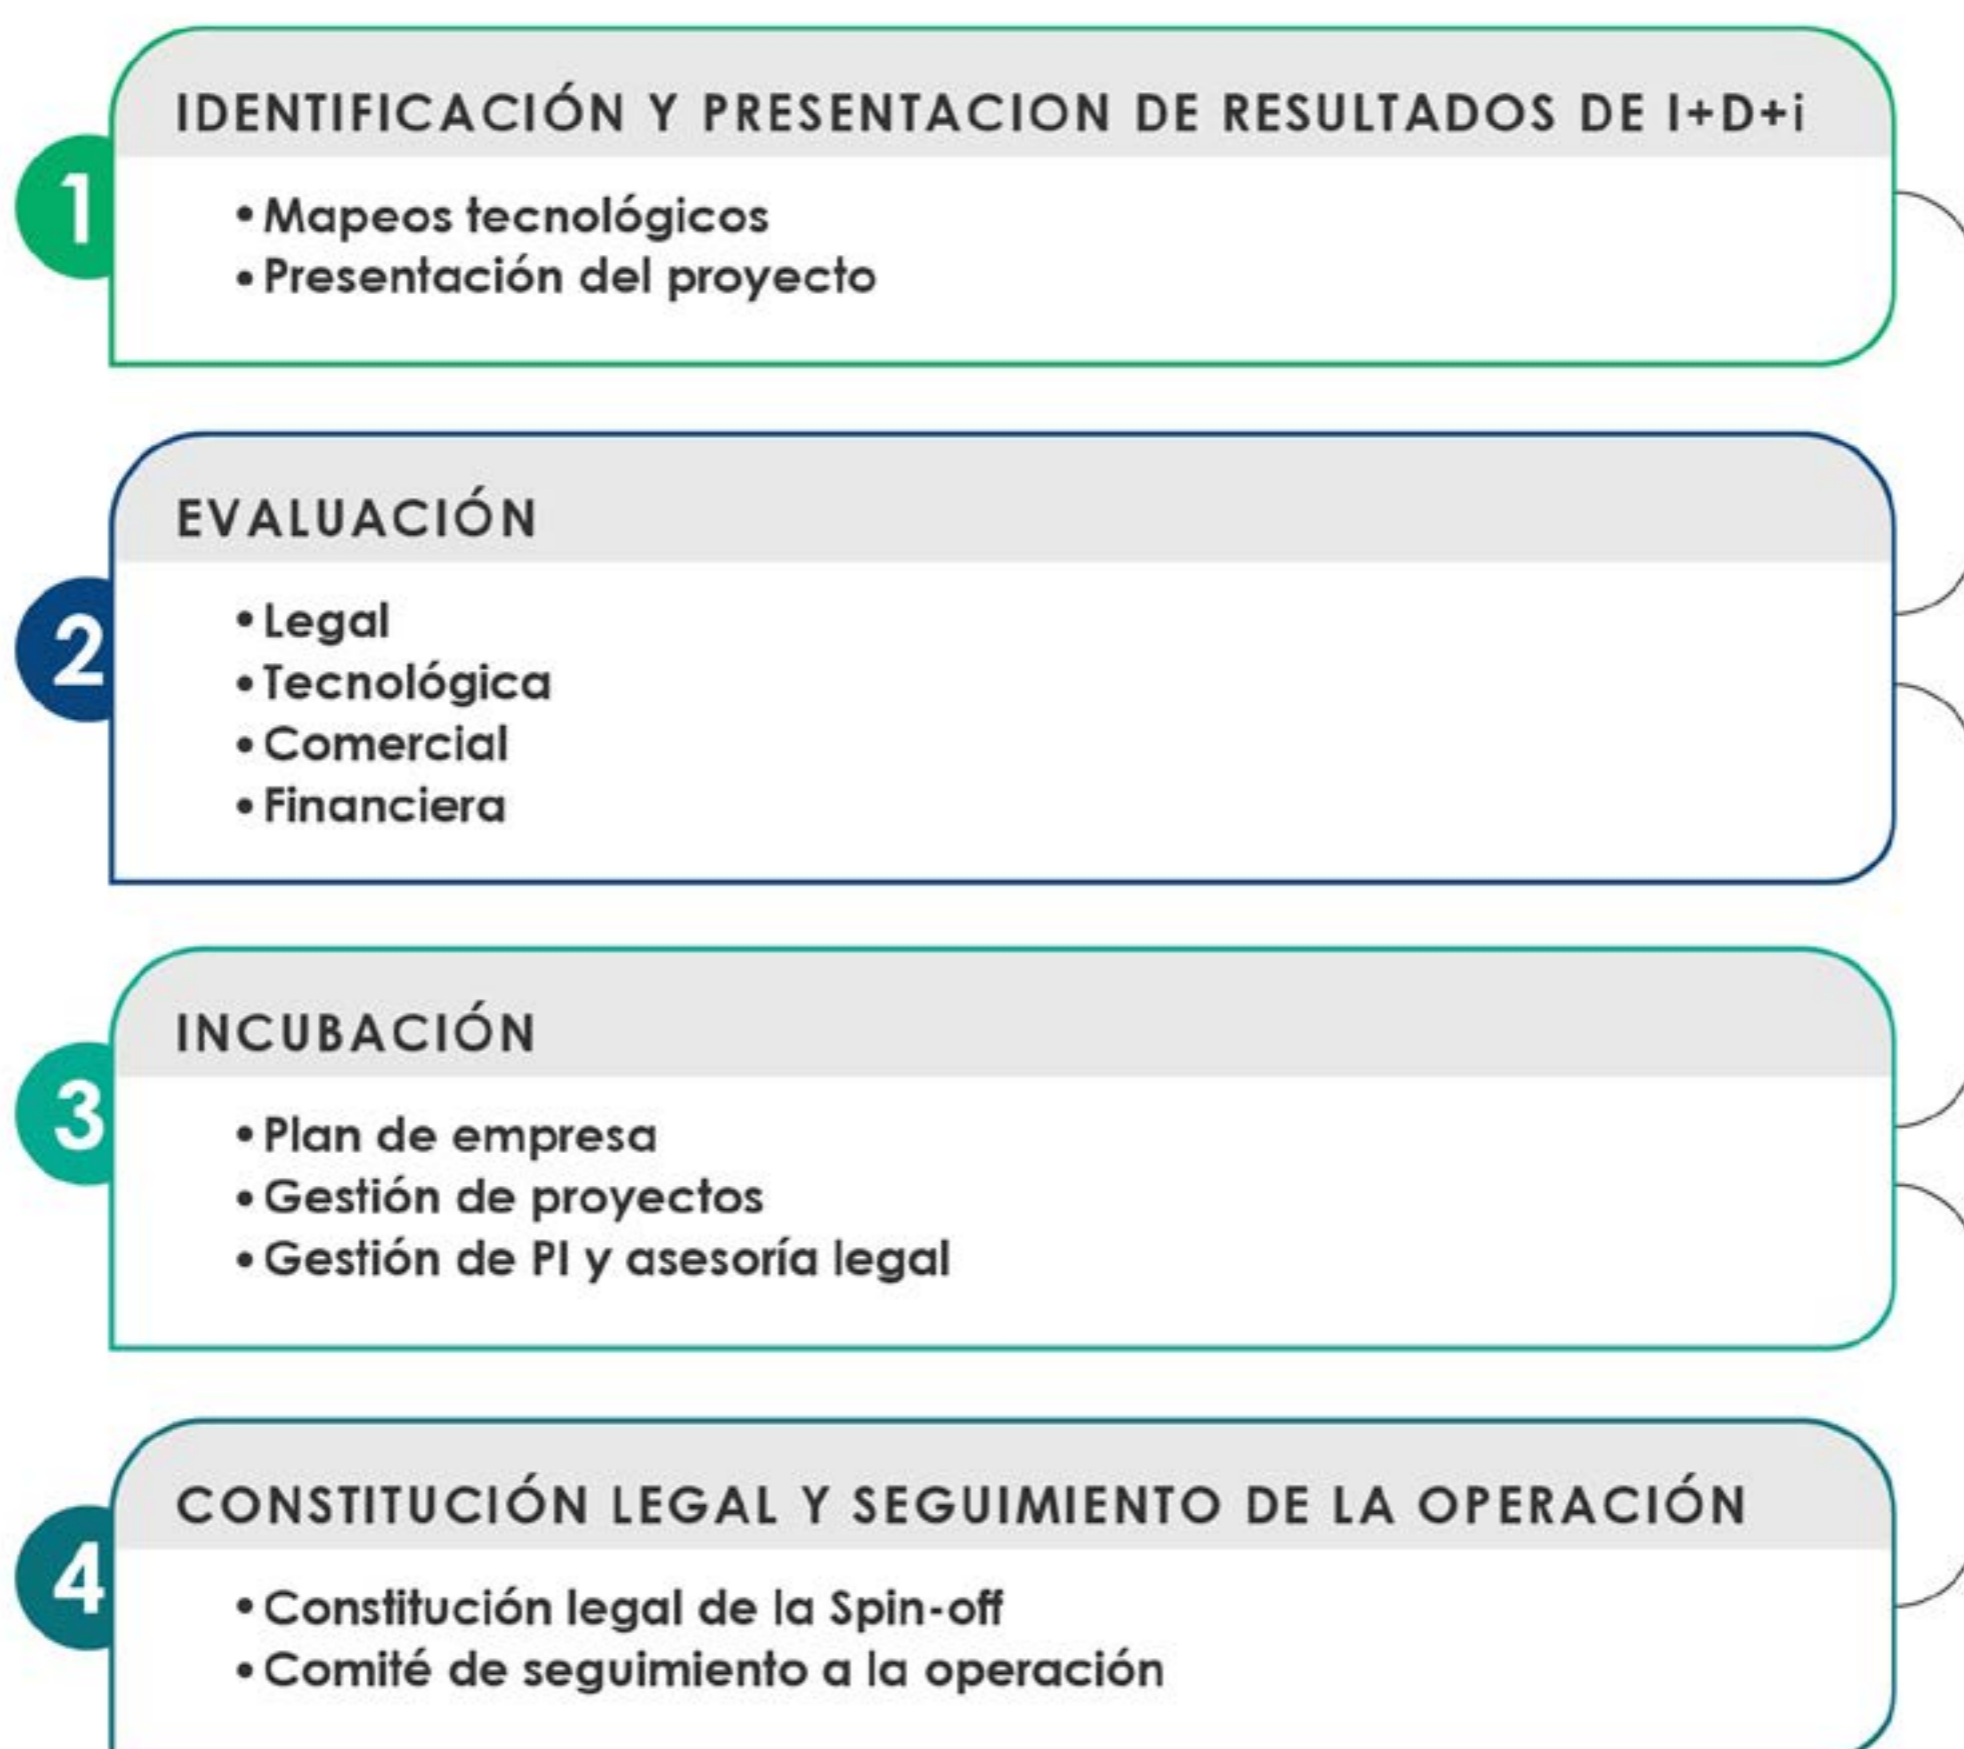 IDENTIFICACIÓN Y PRESENTACION DE RESULTADOS DE I+D+i
1
• Mapeos tecnológicos
• Presentación del proyecto
EVALUACIÓN
2
• Legal
• Tecnológica
• Comercial
• Financiera
INCUBACIÓN
3
• Plan de empresa
• Gestión de proyectos
• Gestión de PI y asesoría legal
CONSTITUCIÓN LEGAL Y SEGUIMIENTO DE LA OPERACIÓN
4
• Constitución legal de la Spin-off
• Comité de seguimiento a la operación